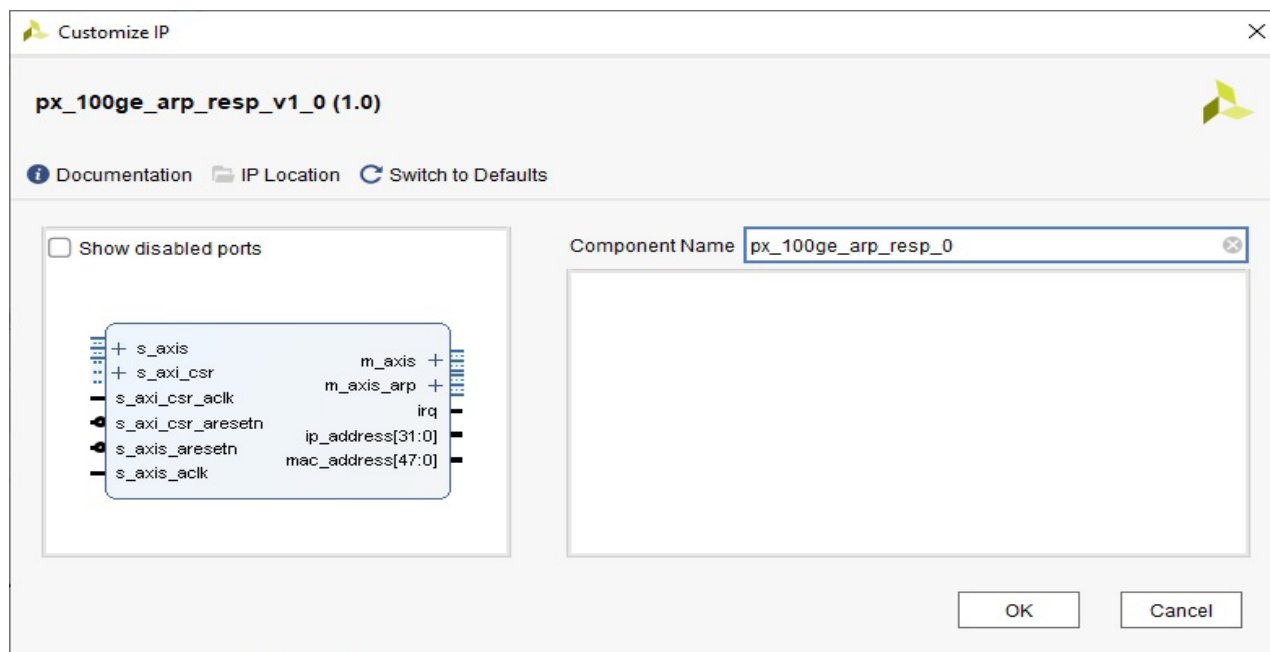 Customize IP
px_100ge_arp_resp_v1_0 (1.0)
Documentation IP Location Switch to Defaults
Show disabled ports
s_axis
s_axi_csr
s_axi_csr_aclk
s_axi_csr_aresetn
s_axis_aresetn
s_axis_aclk
m_axis
m_axis_arp
irq
ip_address[31:0]
mac_address[47:0]
Component Name px_100ge_arp_resp_0
OK Cancel